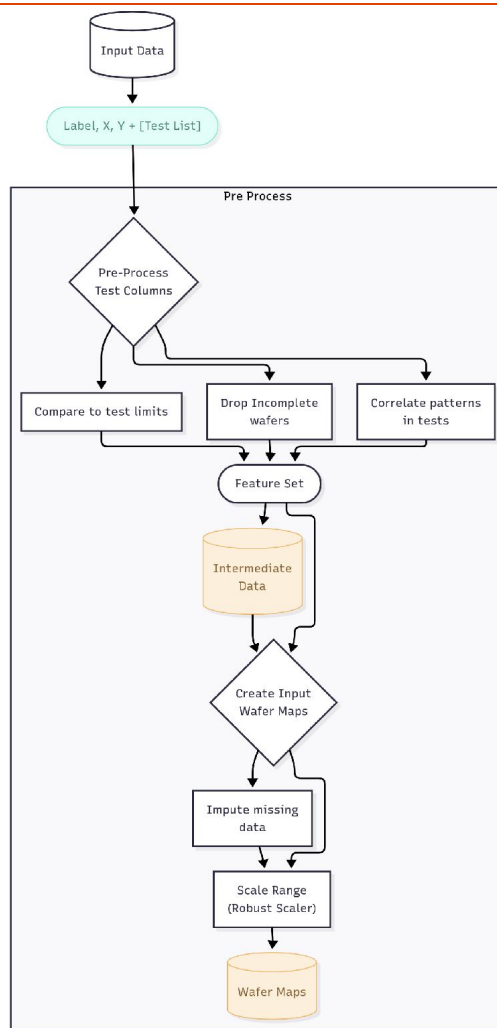 Input Data
Label, X, Y + [Test List]
Pre Process
Pre-Process
Test Columns
Compare to test limits
Drop Incomplete
wafers
Correlate patterns
in tests
Feature Set
Intermediate
Data
Create Input
Wafer Maps
Impute missing
data
Scale Range
(Robust Scaler)
Wafer Maps